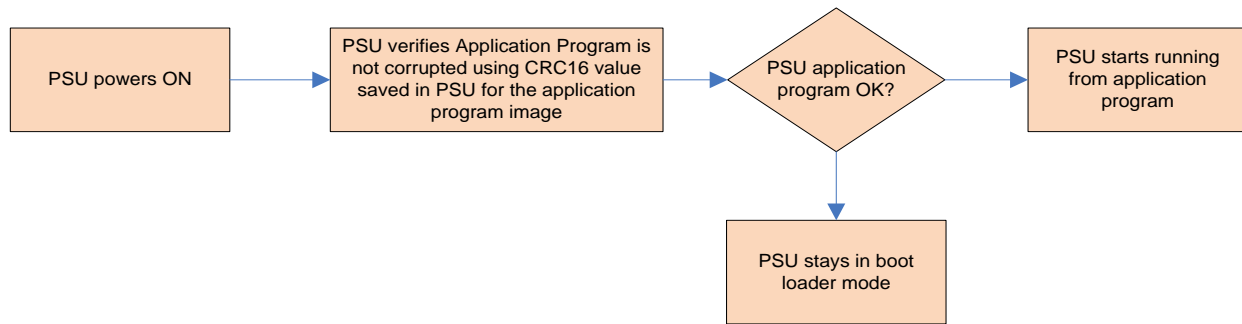 PSU powers ON
PSU verifies Application Program is
not corrupted using CRC16 value
saved in PSU for the application
program image
PSU application
program OK?
PSU starts running
from application
program
PSU stays in boot
loader mode